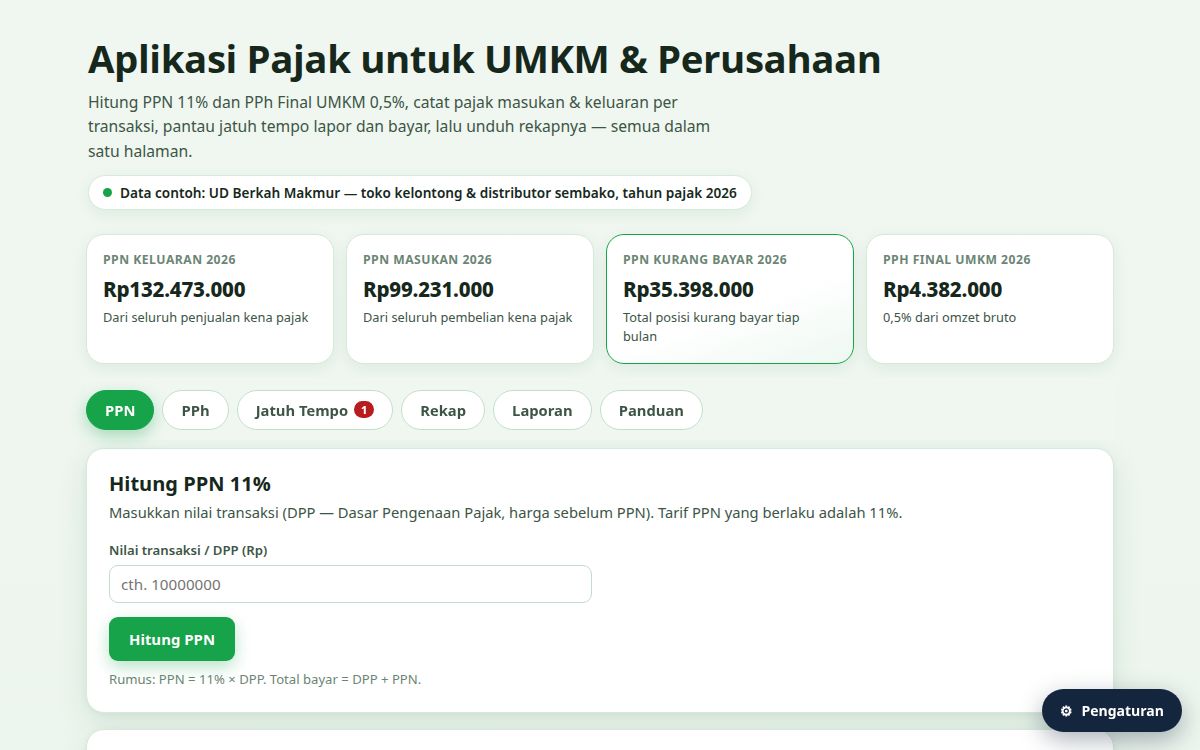 Aplikasi Pajak untuk UMKM & Perusahaan
Hitung PPN 11% dan PPh Final UMKM 0,5%, catat pajak masukan & keluaran per
transaksi, pantau jatuh tempo lapor dan bayar, lalu unduh rekapnya — semua dalam
satu halaman.
Data contoh: UD Berkah Makmur — toko kelontong & distributor sembako, tahun pajak 2026
PPN KELUARAN 2026
Rp132.473.000
Dari seluruh penjualan kena pajak
PPN MASUKAN 2026
Rp99.231.000
Dari seluruh pembelian kena pajak
PPN KURANG BAYAR 2026
Rp35.398.000
Total posisi kurang bayar tiap
bulan
PPH FINAL UMKM 2026
Rp4.382.000
0,5% dari omzet bruto
PPN
PPh
Jatuh Tempo 1
Rekap
Laporan
Panduan
Hitung PPN 11%
Masukkan nilai transaksi (DPP — Dasar Pengenaan Pajak, harga sebelum PPN). Tarif PPN yang berlaku adalah 11%.
Nilai transaksi / DPP (Rp)
cth. 10000000
Hitung PPN
Rumus: PPN = 11% × DPP. Total bayar = DPP + PPN.
⚙ Pengaturan